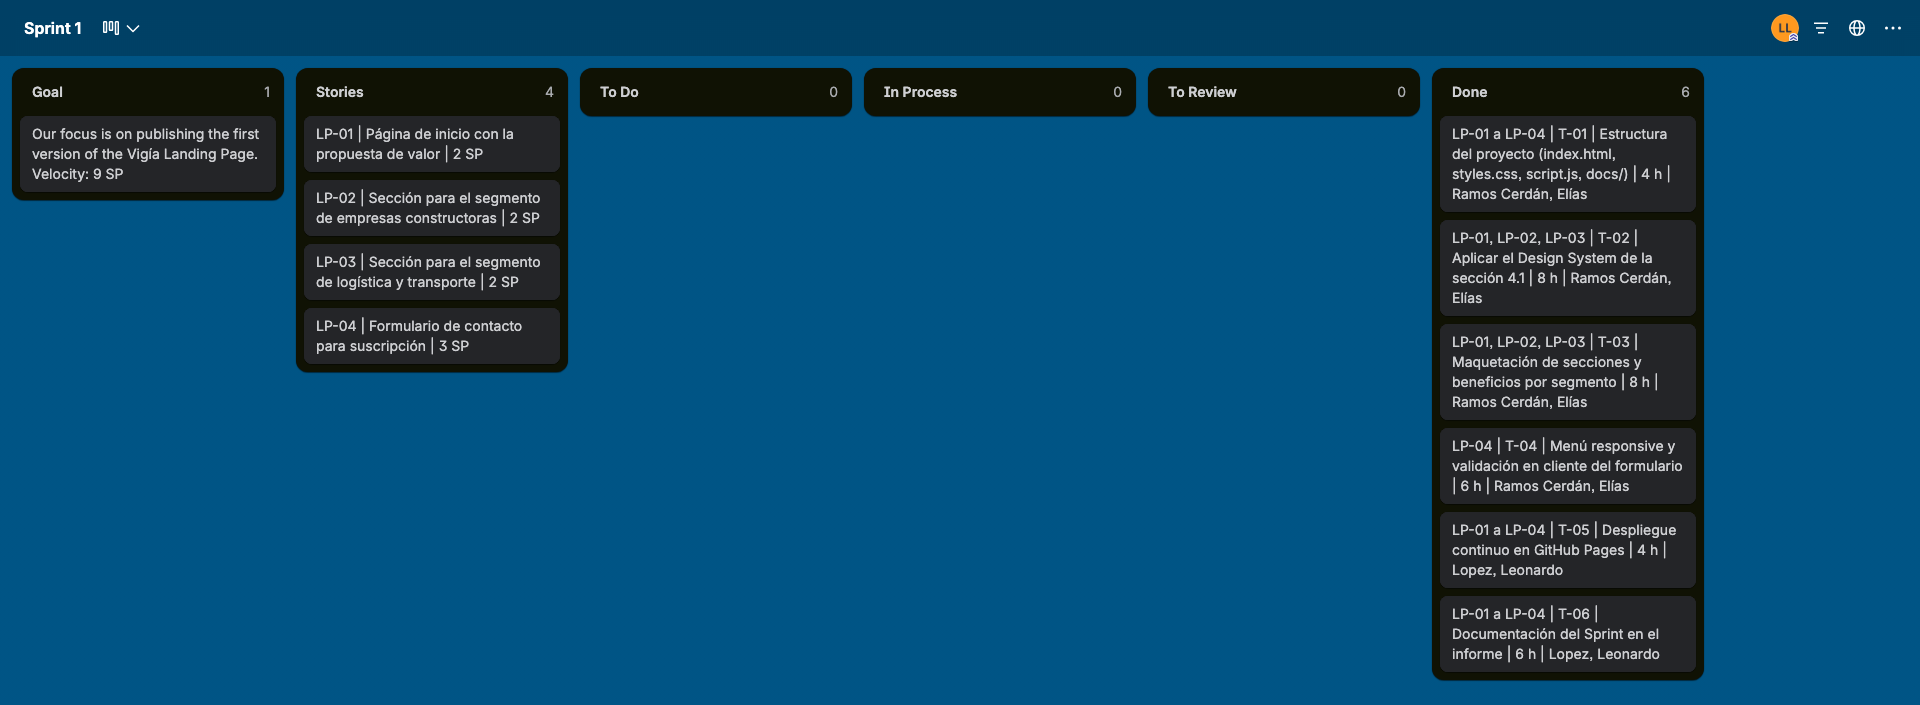 Sprint 1
LL
Goal 1
Our focus is on publishing the first
version of the Vigía Landing Page.
Velocity: 9 SP
Stories 4
LP-01 | Página de inicio con la
propuesta de valor | 2 SP
LP-02 | Sección para el segmento
de empresas constructoras | 2 SP
LP-03 | Sección para el segmento
de logística y transporte | 2 SP
LP-04 | Formulario de contacto
para suscripción | 3 SP
To Do 0
In Process 0
To Review 0
Done 6
LP-01 a LP-04 | T-01 | Estructura
del proyecto (index.html,
styles.css, script.js, docs/) | 4 h |
Ramos Cerdán, Elías
LP-01, LP-02, LP-03 | T-02 |
Aplicar el Design System de la
sección 4.1 | 8 h | Ramos Cerdán,
Elías
LP-01, LP-02, LP-03 | T-03 |
Maquetación de secciones y
beneficios por segmento | 8 h |
Ramos Cerdán, Elías
LP-04 | T-04 | Menú responsive y
validación en cliente del formulario
| 6 h | Ramos Cerdán, Elías
LP-01 a LP-04 | T-05 | Despliegue
continuo en GitHub Pages | 4 h |
Lopez, Leonardo
LP-01 a LP-04 | T-06 |
Documentación del Sprint en el
informe | 6 h | Lopez, Leonardo